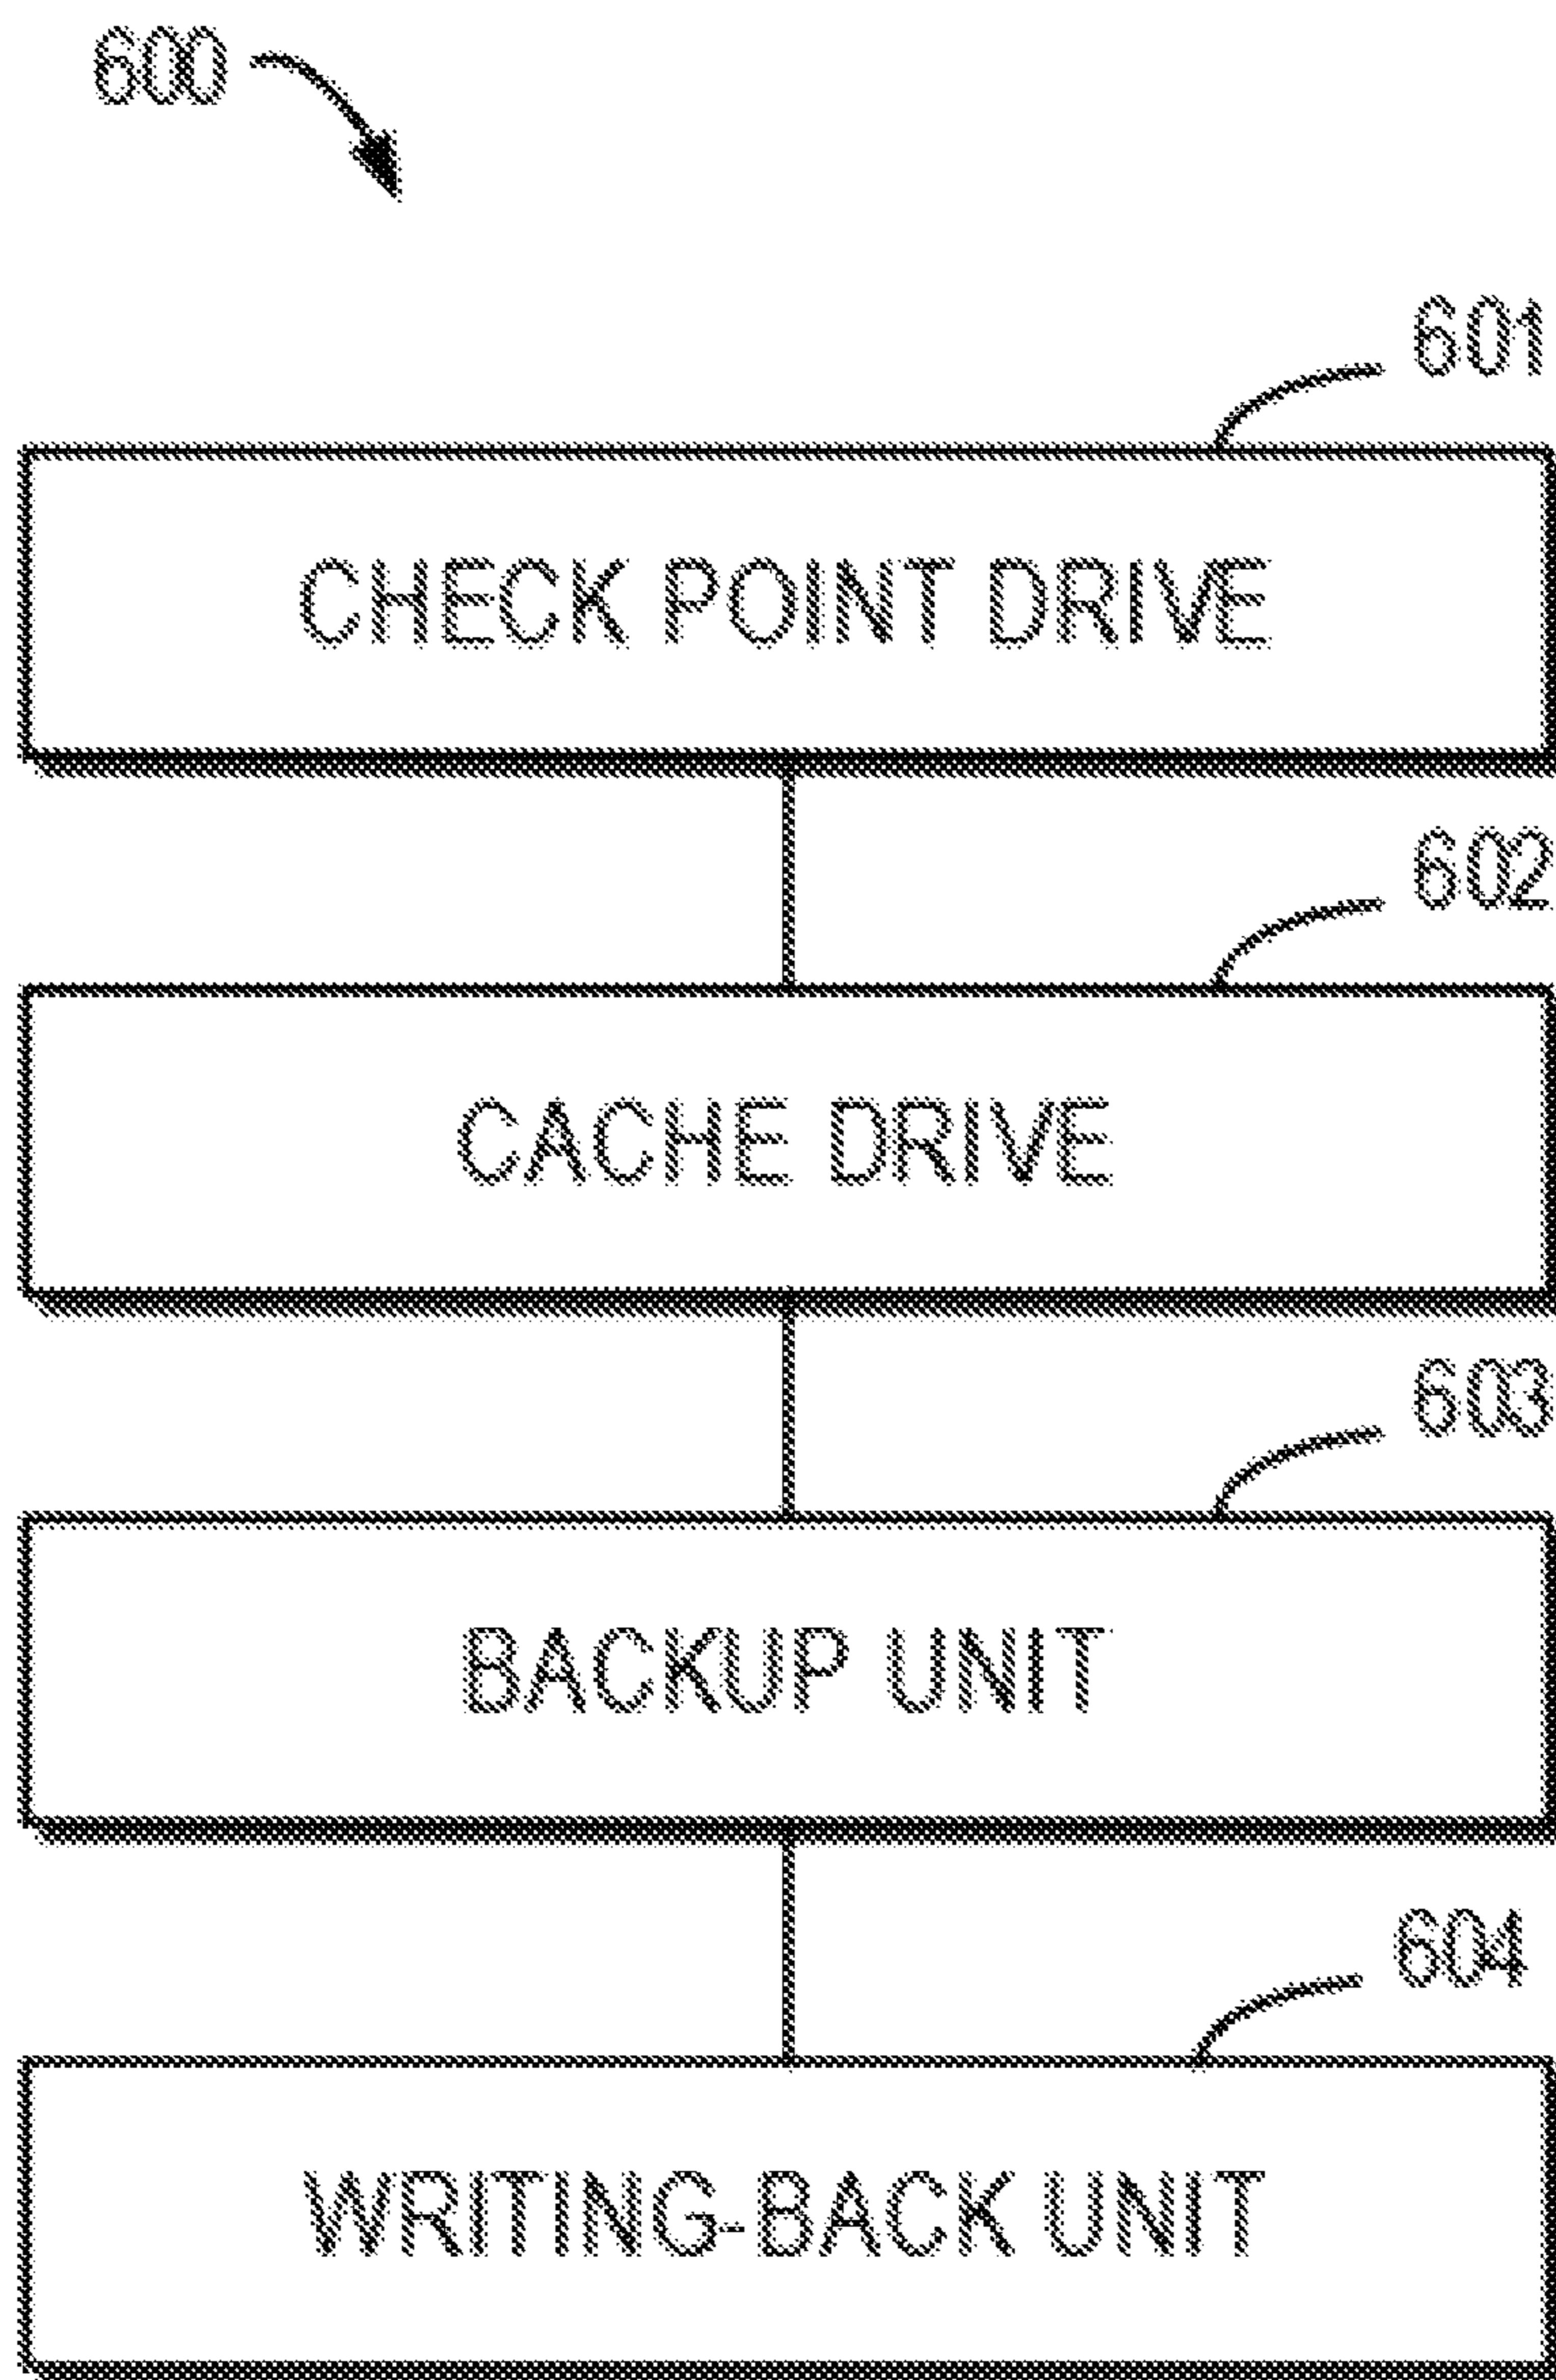 600
601
CHECK POINT DRIVE
602
CACHE DRIVE
603
BACKUP UNIT
604
WRITING-BACK UNIT